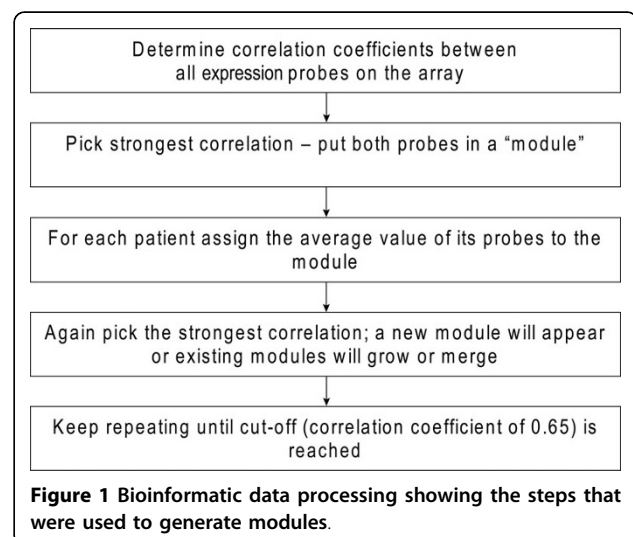 Determine correlation coefficients between
all expression probes on the array
Pick strongest correlation – put both probes in a “module”
For each patient assign the average value of its probes to the
module
Again pick the strongest correlation; a new module will appear
or existing modules will grow or merge
Keep repeating until cut-off (correlation coefficient of 0.65) is
reached
Figure 1 Bioinformatic data processing showing the steps that
were used to generate modules.